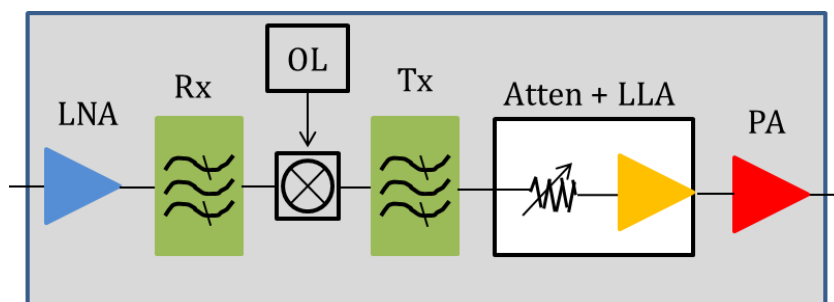 OL
Rx
Tx
Atten + LLA
LNA
PA